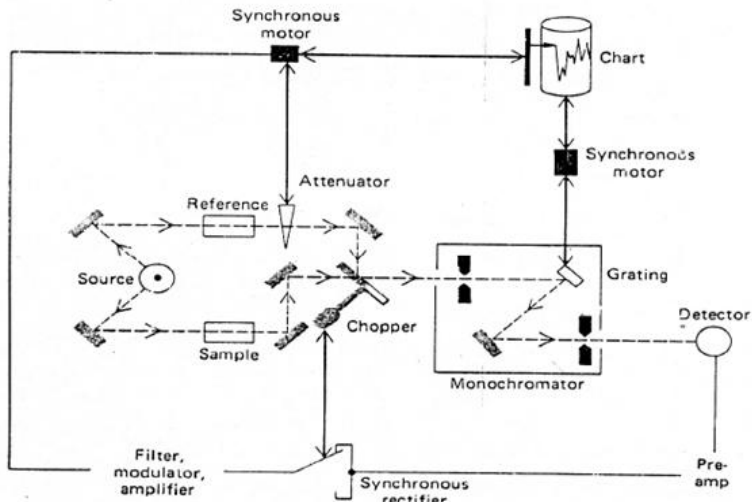 Synchronous
motor
Chart
Synchronous
motor
Attenuator
Reference
Source
Grating
Detector
Chopper
Sample
Monochromator
Filter,
modulator,
amplifier
Synchronous
rectifier
Pre-
amp